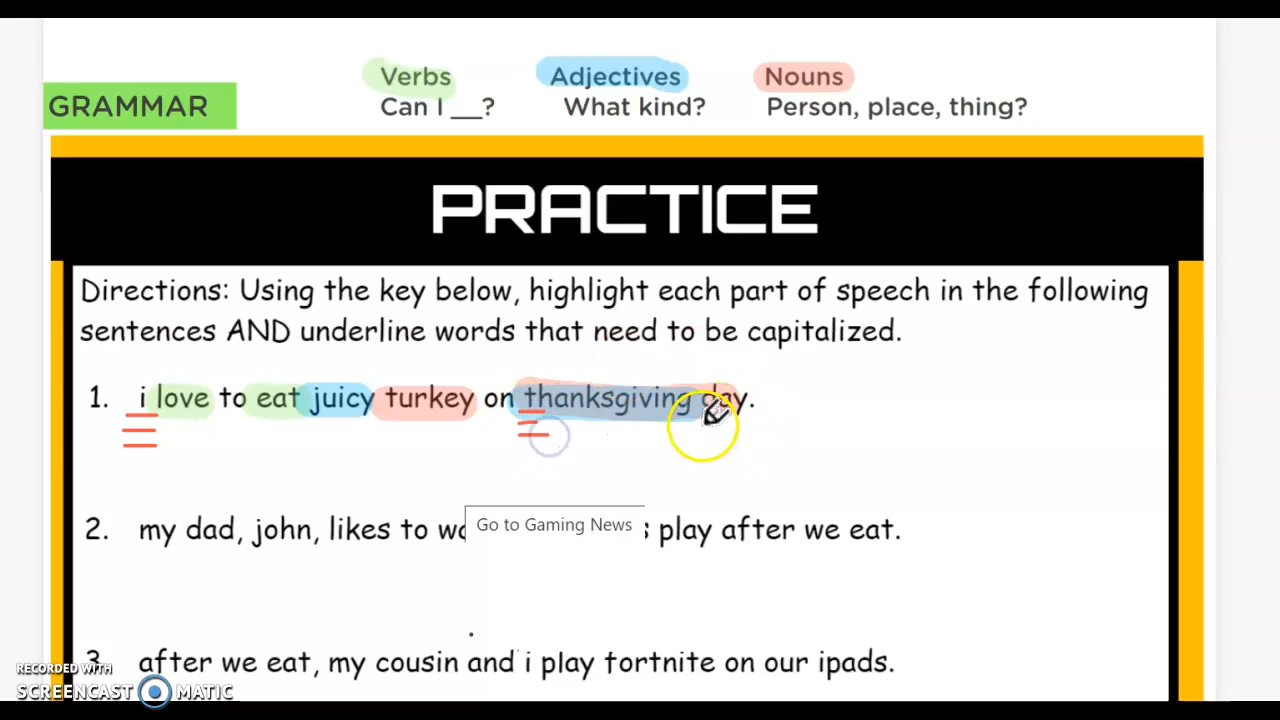 Verbs Adjectives Nouns
GRAMMAR Can I __? What kind? Person, place, thing?
PRACTICE
Directions: Using the key below, highlight each part of speech in the following
sentences AND underline words that need to be capitalized.
1. i love to eat juicy turkey on thanksgiving day.
Go to Gaming News
2. my dad, john, likes to play after we eat.
3. after we eat, my cousin and i play fortnite on our ipads.
RECORDED WITH
SCREENCAST MATIC